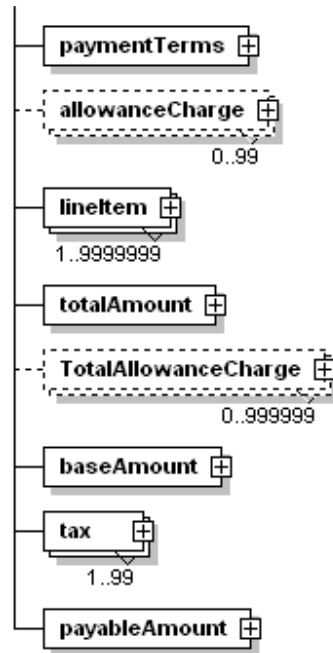 paymentTerms
allowanceCharge
0..99
lineItem
1..9999999
totalAmount
TotalAllowanceCharge
0..999999
baseAmount
tax
1..99
payableAmount